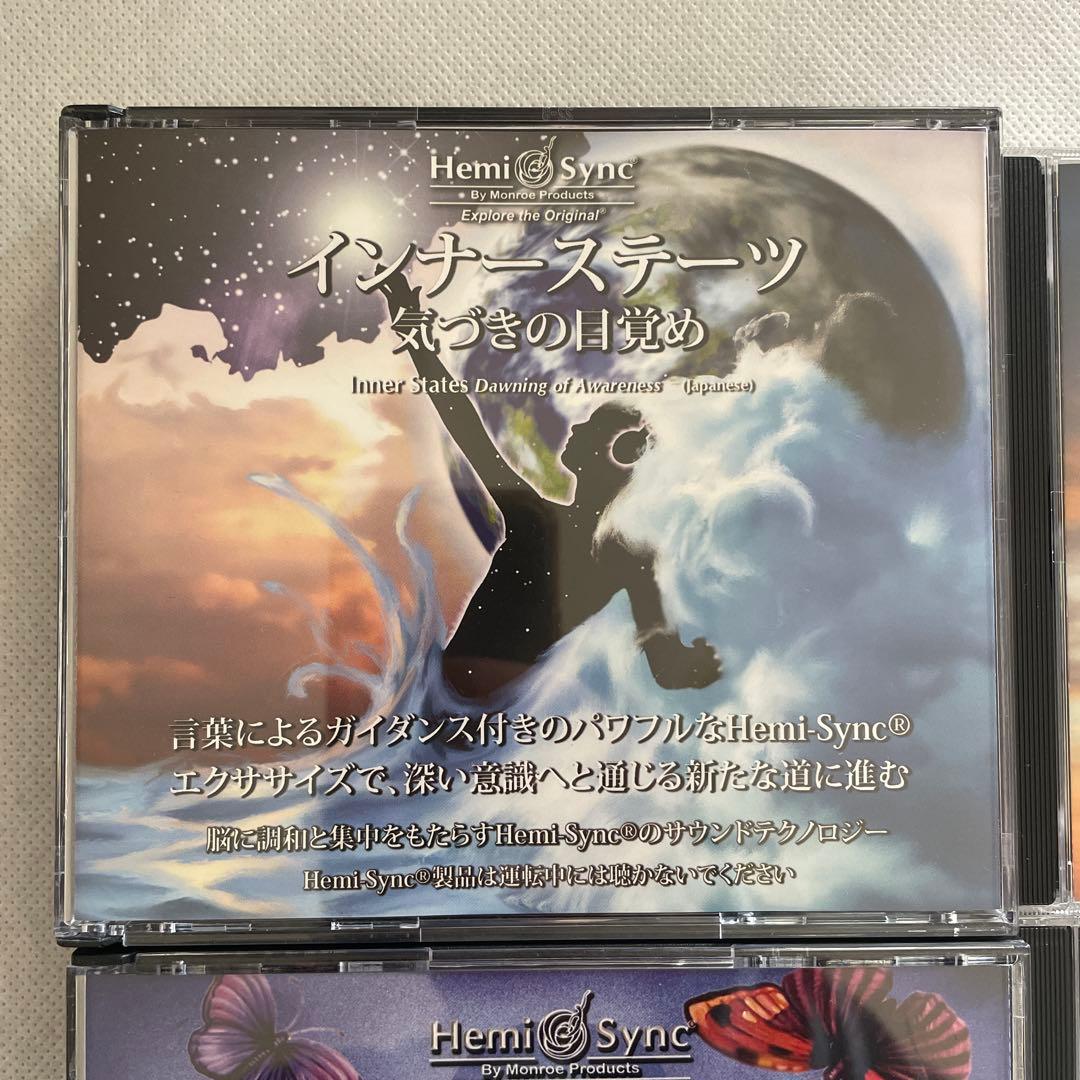 Hemi Sync®
By Monroe Products
Explore the Original®
インナーステーツ
気づきの目覚め
Inner States Dawning of Awareness (Japanese)
言葉によるガイダンス付きのパワフルなHemi-Sync®
エクササイズで、深い意識へと通じる新たな道に進む
脳に調和と集中をもたらすHemi-Sync®のサウンドテクノロジー
Hemi-Sync®製品は運転中には聴かないでください
Hemi Sync®
By Monroe Products